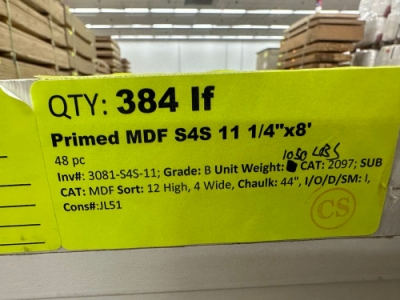 QTY: 384 lf
Primed MDF S4S 11 1/4"x8'
48 pc
1050 LBS
Inv#: 3081-S4S-11; Grade: B Unit Weight: CAT: 2097; SUB
CAT: MDF Sort: 12 High, 4 Wide, Chaulk: 44", I/O/D/SM: I,
Cons#:JL51
CS